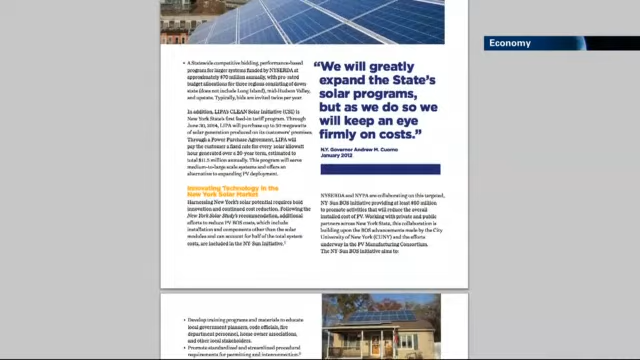 Economy
• A Statewide competitive bidding, performance-based
program for larger systems funded by NYSERDA at
approximately $70 million annually, with pro-rated
budget allocations for three regions consisting of down
state (does not include Long Island), mid-Hudson Valley,
and upstate. Typically, bids are invited twice per year.
In addition, LIPA's CLEAN Solar Initiative (CSI) is
New York State's first feed-in tariff program. Through
June 30, 2014, LIPA will purchase up to 50 megawatts
of solar generation produced on its customers' premises.
Through a Power Purchase Agreement, LIPA will
pay the customer a fixed rate for every solar kilowatt
hour generated over a 20-year term, estimated to
total $11.5 million annually. This program will serve
medium-to-large scale systems and offers an
alternative to expanding PV deployment.
Innovating Technology in the
New York Solar Market
Harnessing New York's solar potential requires bold
innovation and continued cost reduction. Following the
New York Solar Study's recommendation, additional
efforts to reduce PV BOS costs, which include
installation and components other than the solar
modules and can account for half of the total system
costs, are included in the NY-Sun Initiative.
“We will greatly
expand the State's
solar programs,
but as we do so we
will keep an eye
firmly on costs.”
N.Y. Governor Andrew M. Cuomo
January 2012
NYSERDA and NYPA are collaborating on this targeted,
NY-Sun BOS Initiative providing at least $60 million
to promote activities that will reduce the overall
installed cost of PV. Working with private and public
partners across New York State, this collaboration is
building upon the BOS advancements made by the City
University of New York (CUNY) and the efforts
underway in the PV Manufacturing Consortium.
The NY-Sun BOS Initiative aims to:
• Develop training programs and materials to educate
local government planners, code officials, fire
department personnel, home owner associations,
and other local stakeholders.
• Promote standardized and streamlined procedural
requirements for permitting and interconnection.